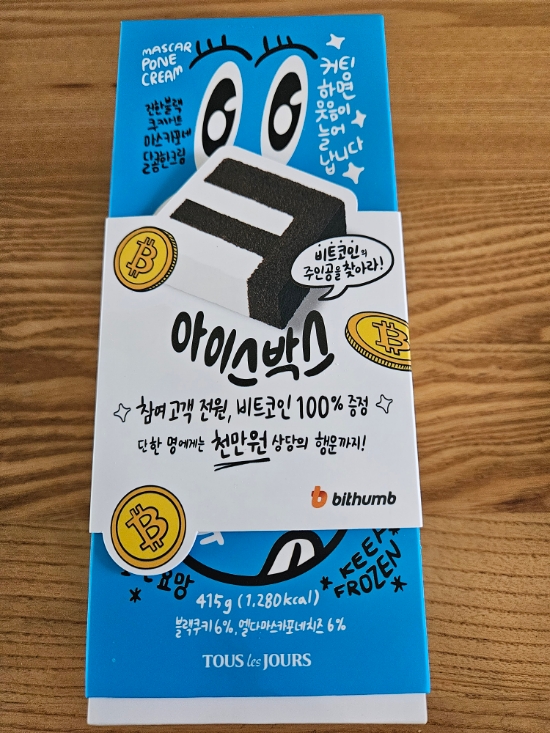 MASCAR
PONE
CREAM
진한블랙
쿠키샌드
마스카포네
달콤한크림
커팅
하면
웃음이
늘어
납니다
비트코인의
주인공을 찾아라!
아이스박스
참여 고객 전원, 비트코인 100% 증정
단 한 명에게는 천만원 상당의 행운까지!
bithumb
KEEP
FROZEN
415g (1,280kcal)
블랙쿠키 6%, 엘다마스카포네치즈 6%
TOUS les JOURS